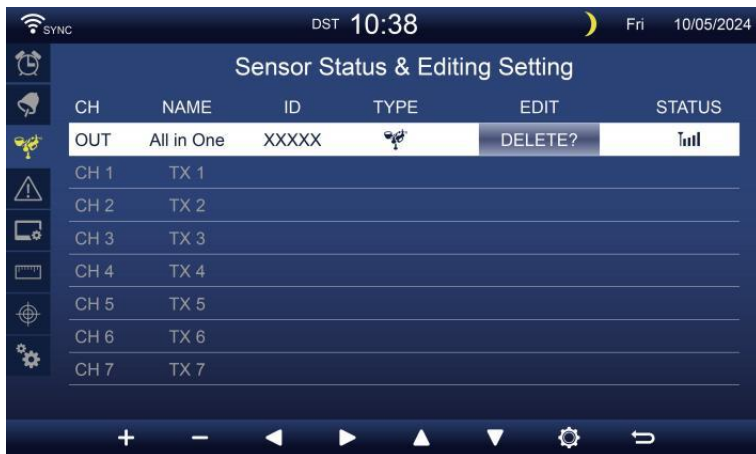 SYNC DST 10:38 Fri 10/05/2024
Sensor Status & Editing Setting
CH NAME ID TYPE EDIT STATUS
OUT All in One XXXXX DELETE?
CH 1 TX 1
CH 2 TX 2
CH 3 TX 3
CH 4 TX 4
CH 5 TX 5
CH 6 TX 6
CH 7 TX 7